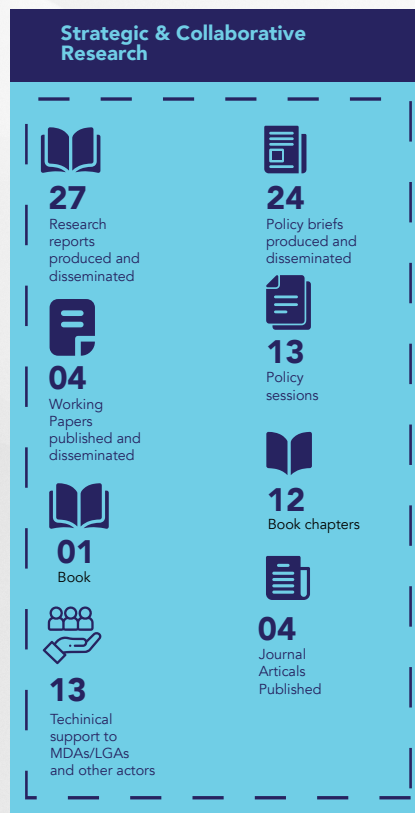 Strategic & Collaborative
Research
27
Research
reports
produced and
disseminated
04
Working
Papers
published and
disseminated
01
Book
13
Techinical
support to
MDAs/LGAs
and other actors
24
Policy briefs
produced and
disseminated
13
Policy
sessions
12
Book chapters
04
Journal
Articals
Published